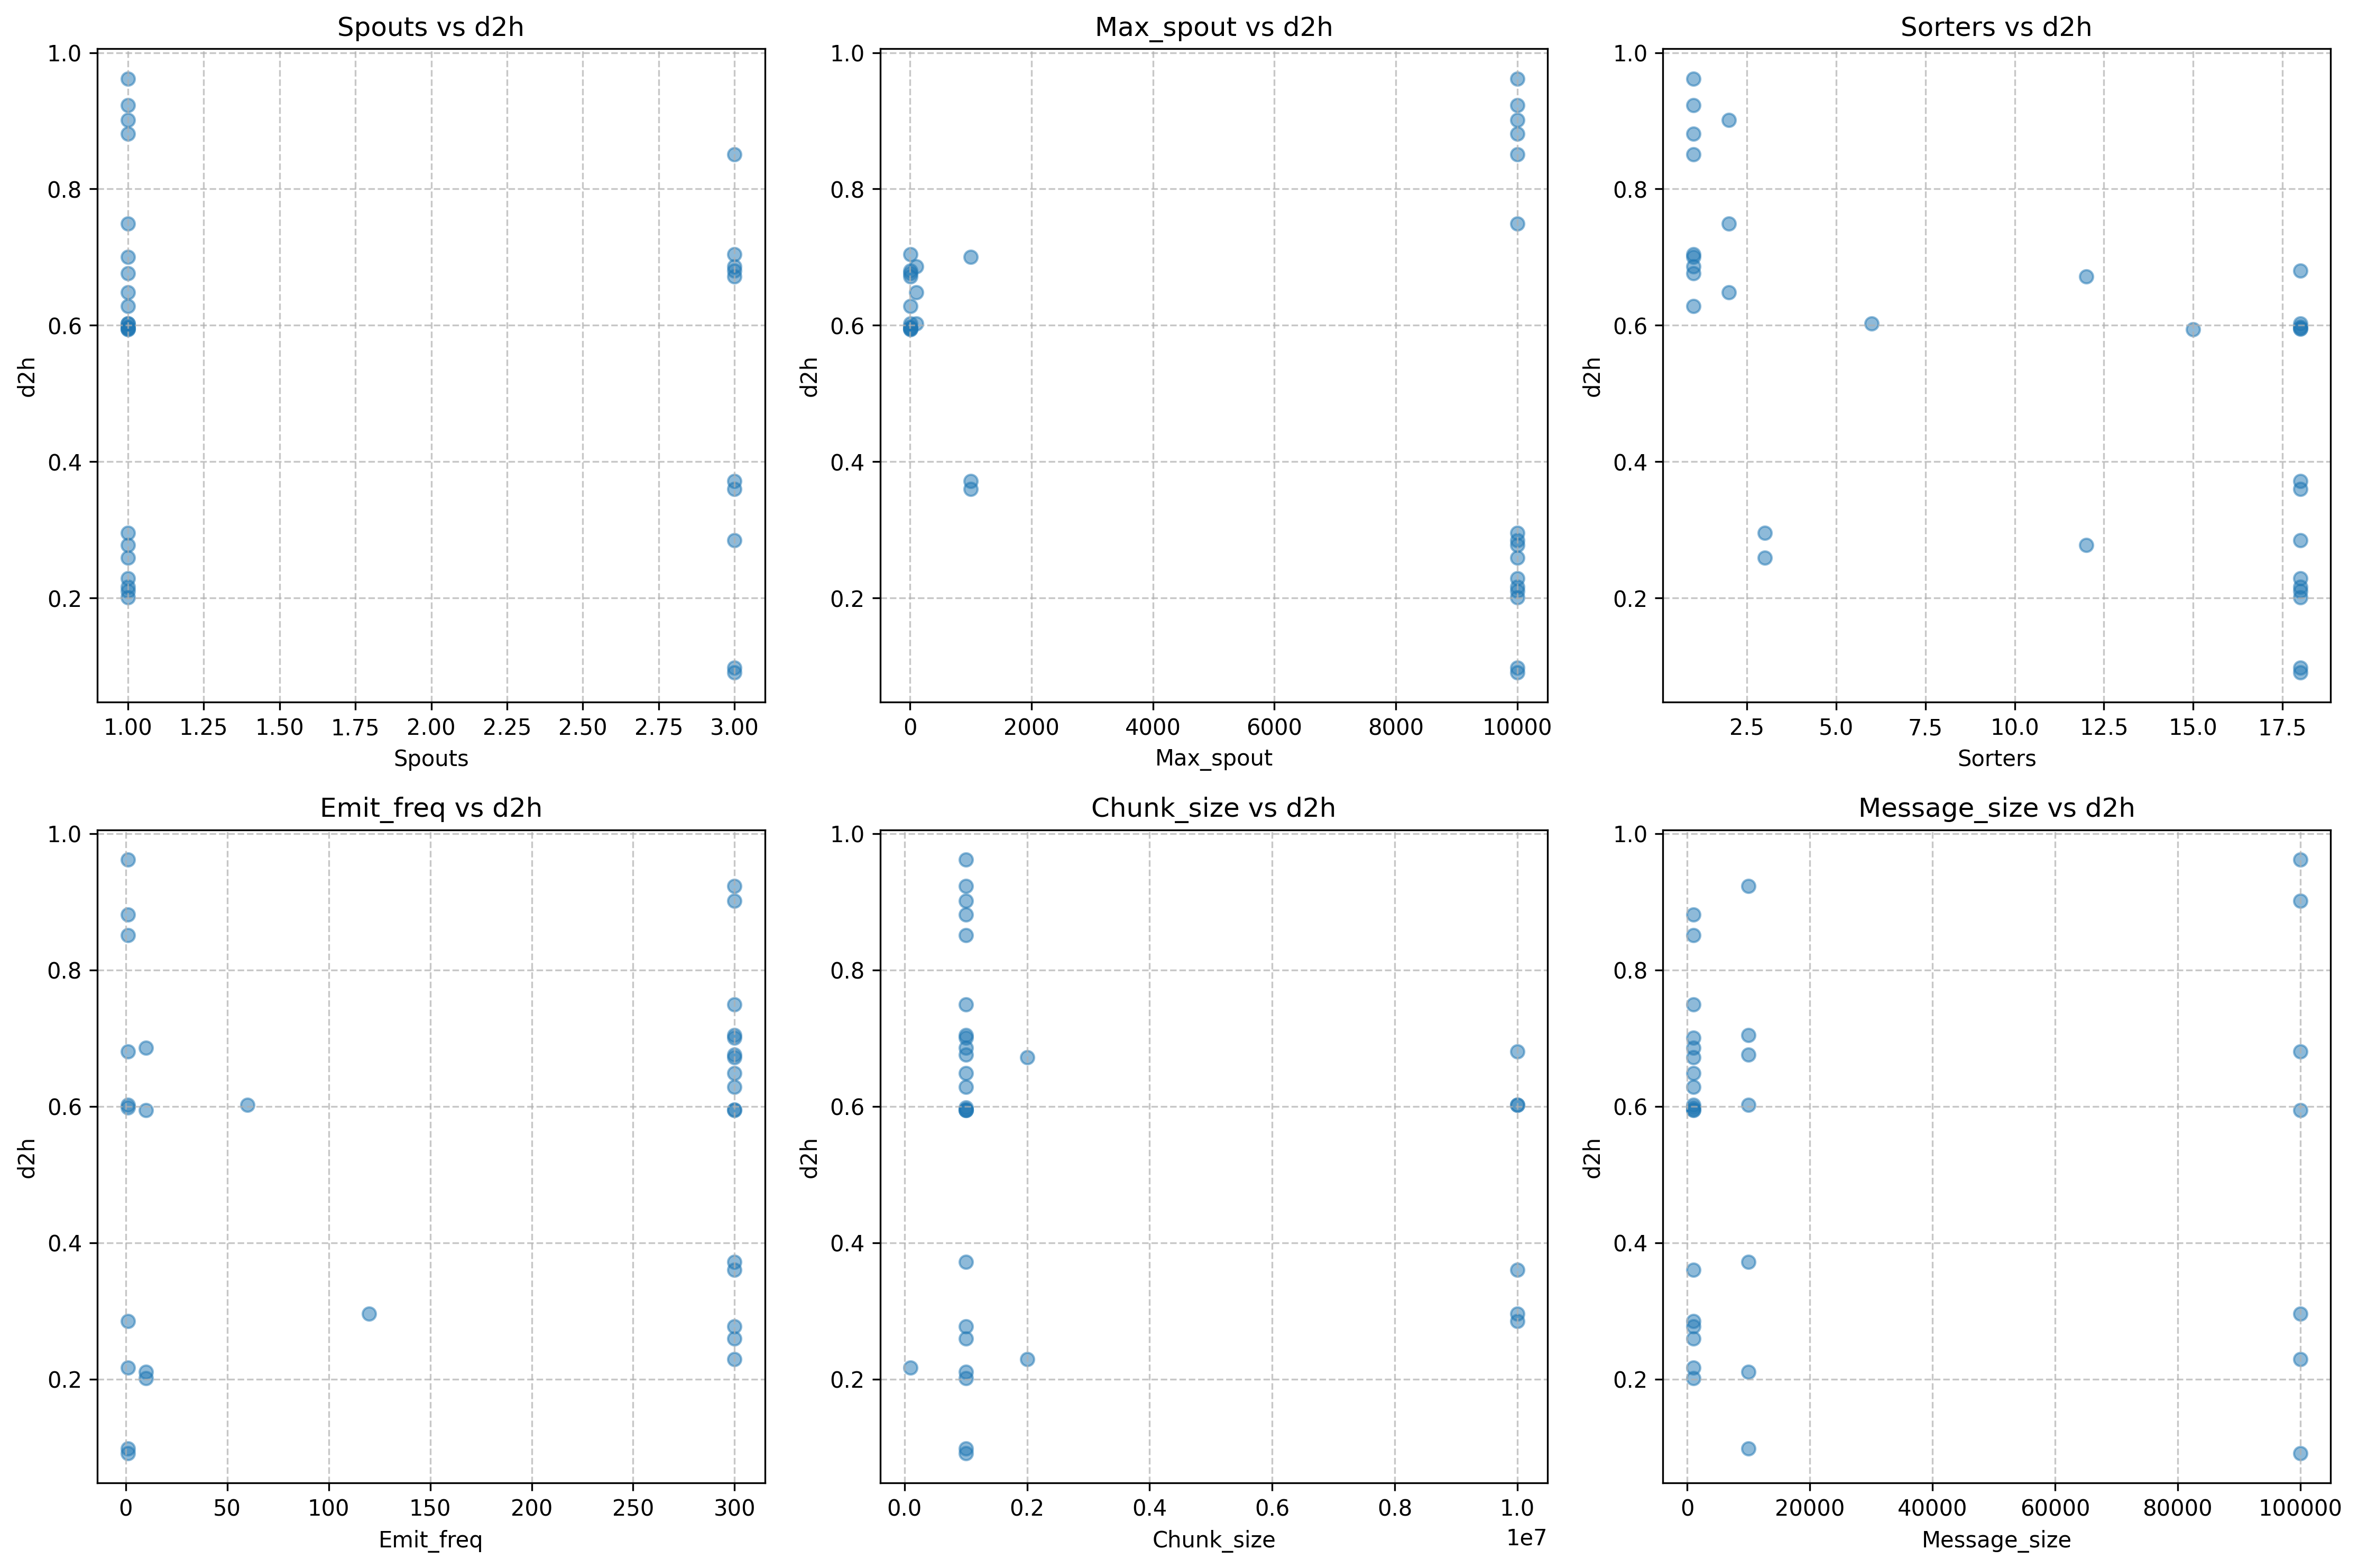 Spouts vs d2h
Max_spout vs d2h
Sorters vs d2h
1.0
0.8
0.6
0.4
0.2
d2h
1.00 1.25 1.50 1.75 2.00 2.25 2.50 2.75 3.00
Spouts
1.0
0.8
0.6
0.4
0.2
d2h
0 2000 4000 6000 8000 10000
Max_spout
1.0
0.8
0.6
0.4
0.2
d2h
2.5 5.0 7.5 10.0 12.5 15.0 17.5
Sorters
Emit_freq vs d2h
Chunk_size vs d2h
Message_size vs d2h
1.0
0.8
0.6
0.4
0.2
d2h
0 50 100 150 200 250 300
Emit_freq
1.0
0.8
0.6
0.4
0.2
d2h
0.0 0.2 0.4 0.6 0.8 1.0
1e7
Chunk_size
1.0
0.8
0.6
0.4
0.2
d2h
0 20000 40000 60000 80000 100000
Message_size